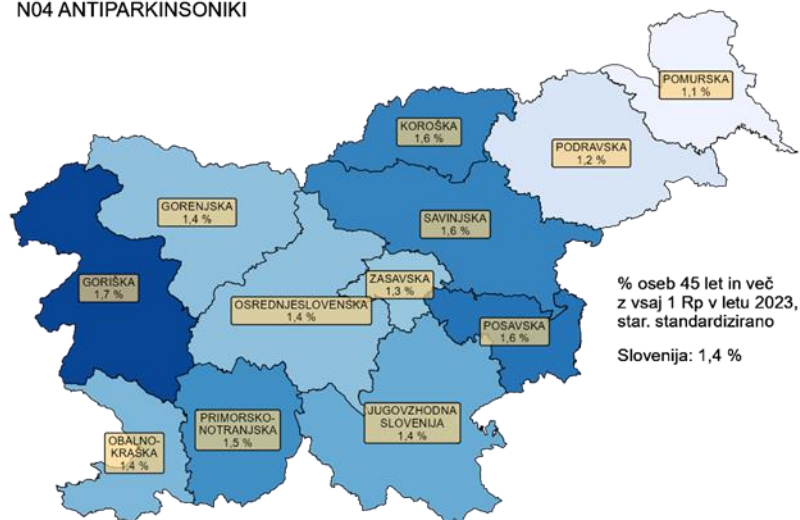 N04 ANTIPARKINSONIKI
POMURSKA
1,1 %
KOROŠKA
1,6 %
PODRAVSKA
1,2 %
GORENJSKA
1,4 %
SAVINJSKA
1,6 %
GORIŠKA
1,7 %
ZASAVSKA
1,3 %
OSREDNJESLOVENSKA
1,4 %
POSAVSKA
1,6 %
% oseb 45 let in več
z vsaj 1 Rp v letu 2023,
star. standardizirano
Slovenija: 1,4 %
PRIMORSKO-
NOTRANJSKA
1,5 %
JUGOVZHODNA
SLOVENIJA
1,4 %
OBALNO-
KRAŠKA
1,4 %